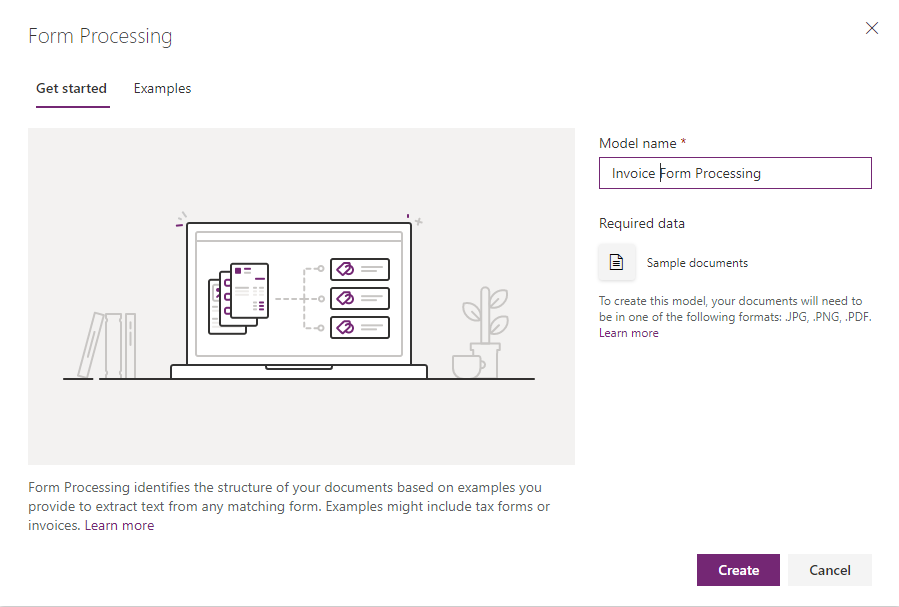 Form Processing
Get started
Examples
Model name *
Invoice Form Processing
Required data
Sample documents
To create this model, your documents will need to
be in one of the following formats: .JPG, .PNG, .PDF.
Learn more
Form Processing identifies the structure of your documents based on examples you
provide to extract text from any matching form. Examples might include tax forms or
invoices. Learn more
Create
Cancel